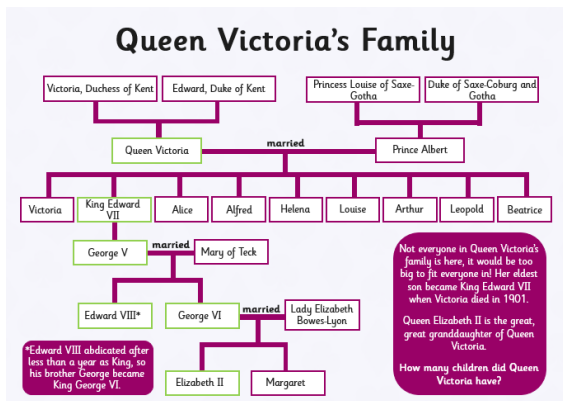 Queen Victoria's Family
Victoria, Duchess of Kent
Edward, Duke of Kent
Princess Louise of Saxe-
Gotha
Duke of Saxe-Coburg and
Gotha
Queen Victoria
married
Prince Albert
Victoria
King Edward
VII
Alice
Alfred
Helena
Louise
Arthur
Leopold
Beatrice
George V
married
Mary of Teck
Edward VIII*
George VI
married
Lady Elizabeth
Bowes-Lyon
Elizabeth II
Margaret
*Edward VIII abdicated after
less than a year as King, so
his brother George became
King George VI.
Not everyone in Queen Victoria's
family is here, it would be too
big to fit everyone in! Her eldest
son became King Edward VII
when Victoria died in 1901.
Queen Elizabeth II is the great,
great granddaughter of Queen
Victoria.
How many children did Queen
Victoria have?